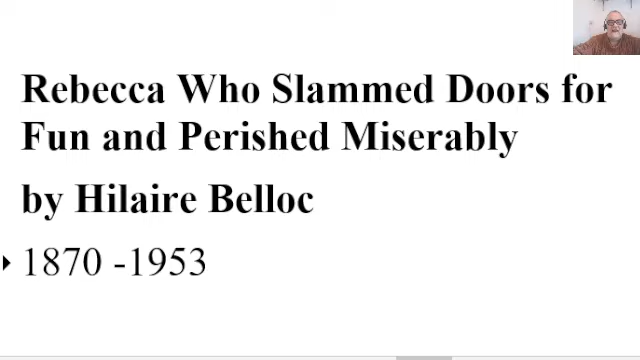 Rebecca Who Slammed Doors for
Fun and Perished Miserably
by Hilaire Belloc
1870 -1953